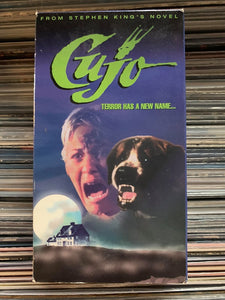 FROM STEPHEN KING'S NOVEL
Cujo
TERROR HAS A NEW NAME...